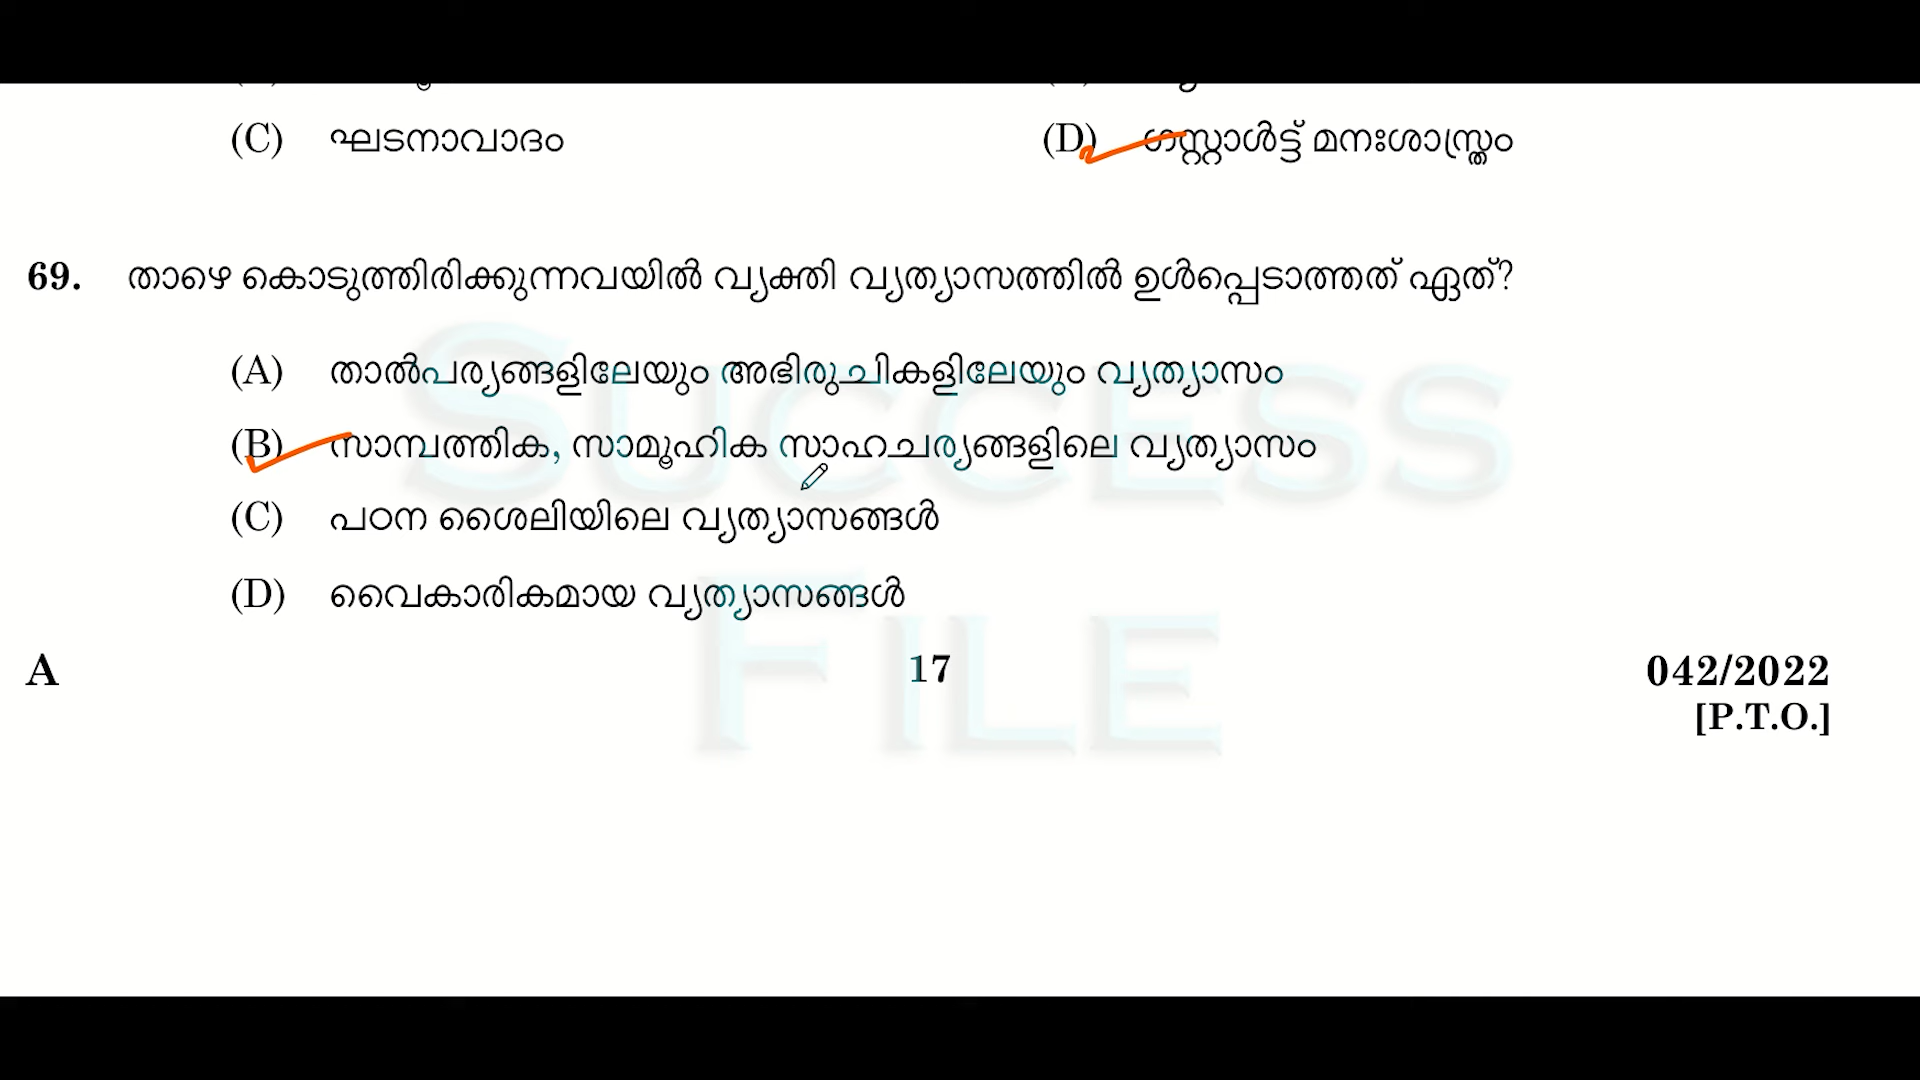 (C) ഘടനാവാദം (D) ഗസ്റ്റാൾട്ട് മനഃശാസ്ത്രം
69. താഴെ കൊടുത്തിരിക്കുന്നവയിൽ വ്യക്തി വ്യത്യാസത്തിൽ ഉൾപ്പെടാത്തത് ഏത്?
(A) താൽപര്യങ്ങളിലേയും അഭിരുചികളിലേയും വ്യത്യാസം
(B) സാമ്പത്തിക, സാമൂഹിക സാഹചര്യങ്ങളിലെ വ്യത്യാസം
(C) പഠന ശൈലിയിലെ വ്യത്യാസങ്ങൾ
(D) വൈകാരികമായ വ്യത്യാസങ്ങൾ
SUCCESS
FILE
A 17 042/2022
[P.T.O.]